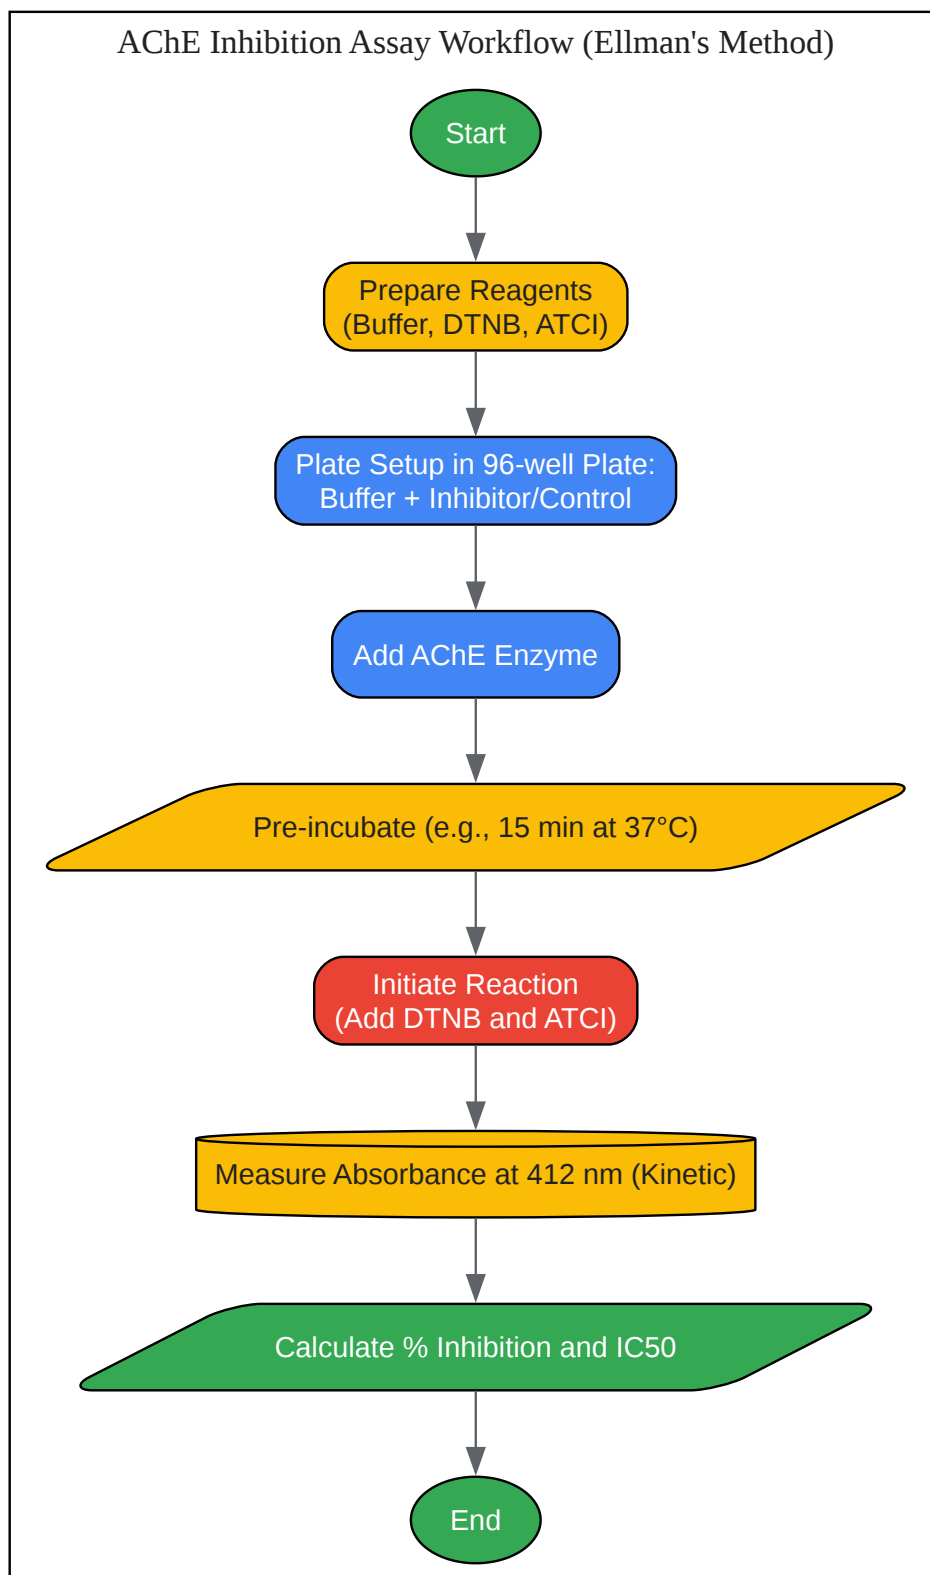 AChE Inhibition Assay Workflow (Ellman's Method)
Start
Prepare Reagents
(Buffer, DTNB, ATCI)
Plate Setup in 96-well Plate:
Buffer + Inhibitor/Control
Add AChE Enzyme
Pre-incubate (e.g., 15 min at 37°C)
Initiate Reaction
(Add DTNB and ATCI)
Measure Absorbance at 412 nm (Kinetic)
Calculate % Inhibition and IC50
End